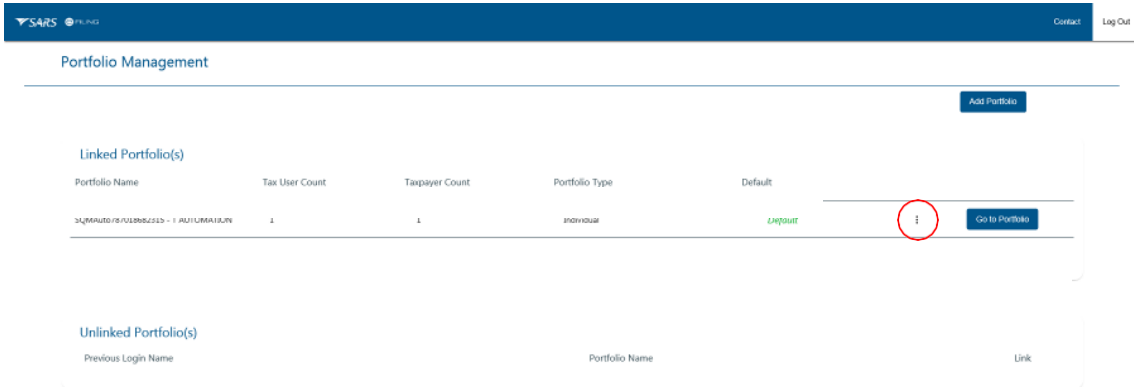 SARS eFILING Contact Log Out
Portfolio Management
Add Portfolio
Linked Portfolio(s)
Portfolio Name Tax User Count Taxpayer Count Portfolio Type Default
1 1 Individual Default Go to Portfolio
Unlinked Portfolio(s)
Previous Login Name Portfolio Name Link